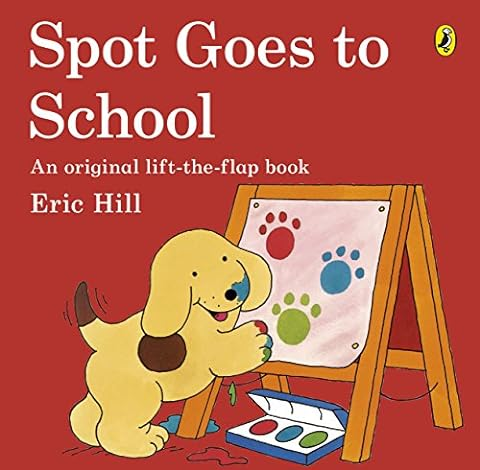 Spot Goes to
School
An original lift-the-flap book
Eric Hill